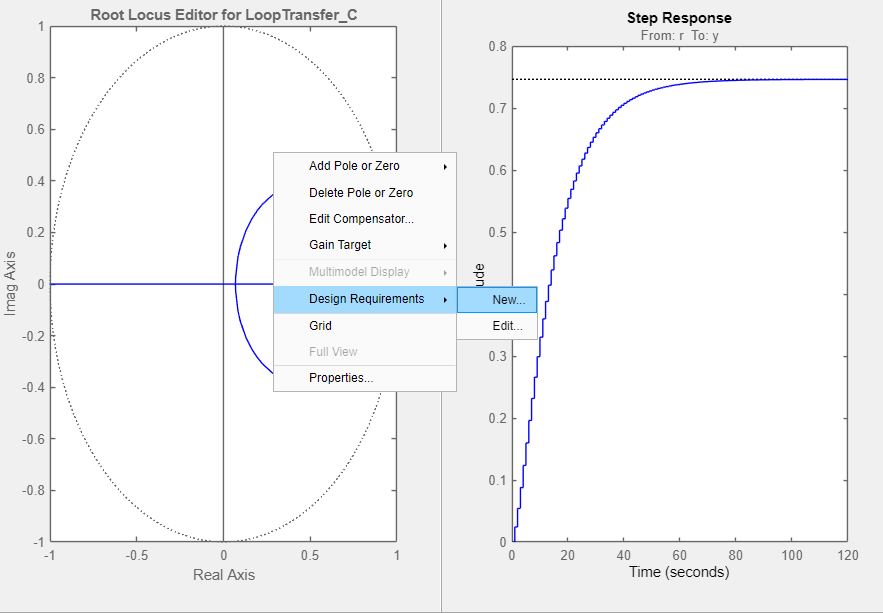 Root Locus Editor for LoopTransfer_C
1
0.8
0.6
0.4
0.2
0
-0.2
-0.4
-0.6
-0.8
-1
Imag Axis
-1
-0.5
0
0.5
1
Real Axis
Add Pole or Zero
Delete Pole or Zero
Edit Compensator...
Gain Target
Multimodel Display
Design Requirements
Grid
Full View
Properties...
New...
Edit...
Step Response
From: r To: y
0.8
0.7
0.6
0.5
0.3
0.2
0.1
0
0
20
40
60
80
100
120
Time (seconds)